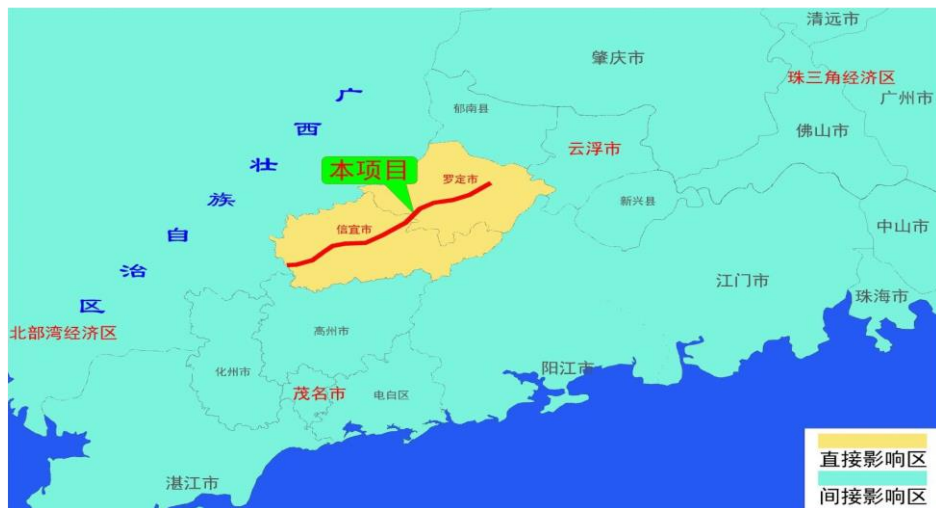 清远市
肇庆市
珠三角经济区
广州市
郁南县
广
佛山市
西
云浮市
壮
本项目
罗定市
族
新兴县
信宜市
中山市
自
治
江门市
珠海市
区
北部湾经济区
高州市
阳江市
化州市
茂名市
电白区
湛江市
直接影响区
间接影响区